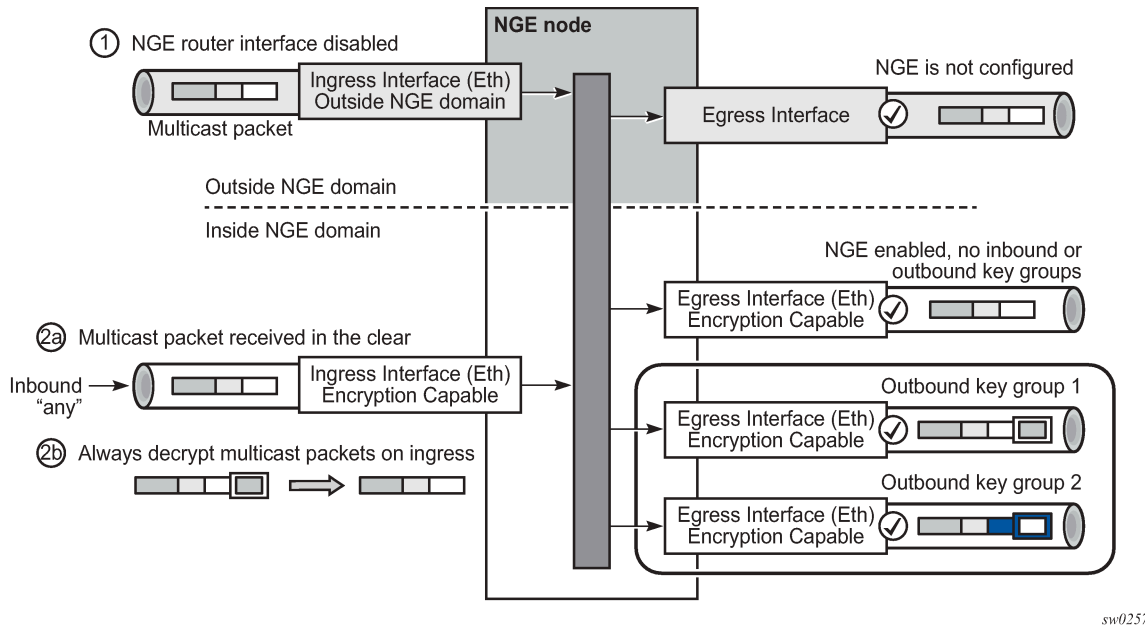 NGE node
1 NGE router interface disabled
Ingress Interface (Eth)
Outside NGE domain
Multicast packet
NGE is not configured
Egress Interface
Outside NGE domain
Inside NGE domain
NGE enabled, no inbound or
outbound key groups
Egress Interface (Eth)
Encryption Capable
2a Multicast packet received in the clear
Inbound
“any”
Ingress Interface (Eth)
Encryption Capable
2b Always decrypt multicast packets on ingress
Outbound key group 1
Egress Interface (Eth)
Encryption Capable
Outbound key group 2
Egress Interface (Eth)
Encryption Capable
sw0257